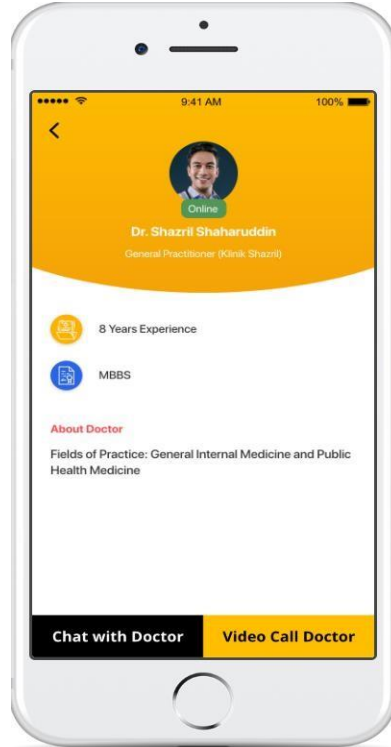 9:41 AM 100%
Online
Dr. Shazril Shaharuddin
General Practitioner (Klinik Shazril)
8 Years Experience
MBBS
About Doctor
Fields of Practice: General Internal Medicine and Public
Health Medicine
Chat with Doctor Video Call Doctor